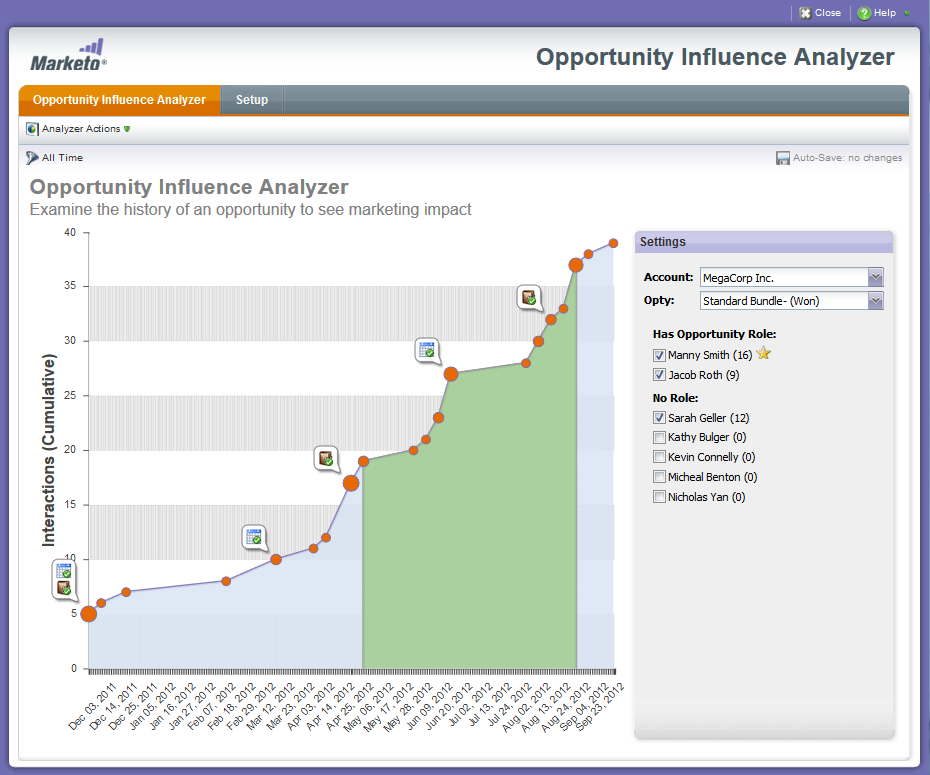 Close
Help
Marketo®
Opportunity Influence Analyzer
Opportunity Influence Analyzer
Setup
Analyzer Actions
All Time
Auto-Save: no changes
Opportunity Influence Analyzer
Examine the history of an opportunity to see marketing impact
Interactions (Cumulative)
40
35
30
25
20
15
10
5
0
Dec 03, 2011
Dec 14, 2011
Dec 25, 2011
Jan 05, 2012
Jan 16, 2012
Jan 27, 2012
Feb 07, 2012
Feb 18, 2012
Feb 29, 2012
Mar 12, 2012
Mar 23, 2012
Apr 03, 2012
Apr 14, 2012
Apr 25, 2012
May 06, 2012
May 17, 2012
May 28, 2012
Jun 09, 2012
Jun 20, 2012
Jul 02, 2012
Jul 13, 2012
Jul 24, 2012
Aug 02, 2012
Aug 13, 2012
Aug 24, 2012
Sep 04, 2012
Sep 23, 2012
Settings
Account: MegaCorp Inc.
Opty: Standard Bundle- (Won)
Has Opportunity Role:
Manny Smith (16)
Jacob Roth (9)
No Role:
Sarah Geller (12)
Kathy Bulger (0)
Kevin Connelly (0)
Micheal Benton (0)
Nicholas Yan (0)